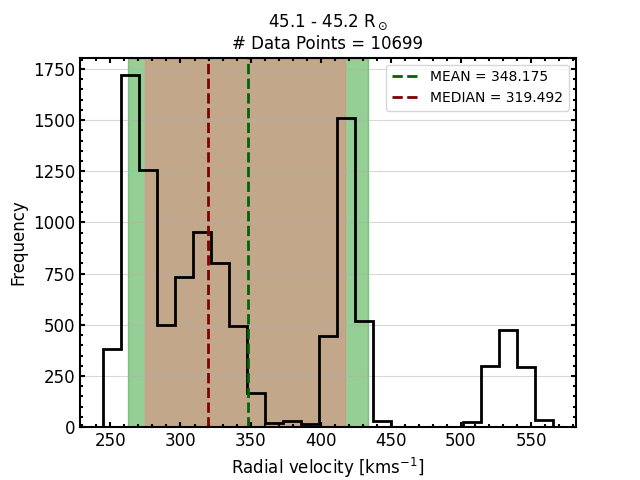 45.1 - 45.2 R⊙
# Data Points = 10699
MEAN = 348.175
MEDIAN = 319.492
Frequency
1750
1500
1250
1000
750
500
250
0
250 300 350 400 450 500 550
Radial velocity [kms⁻¹]